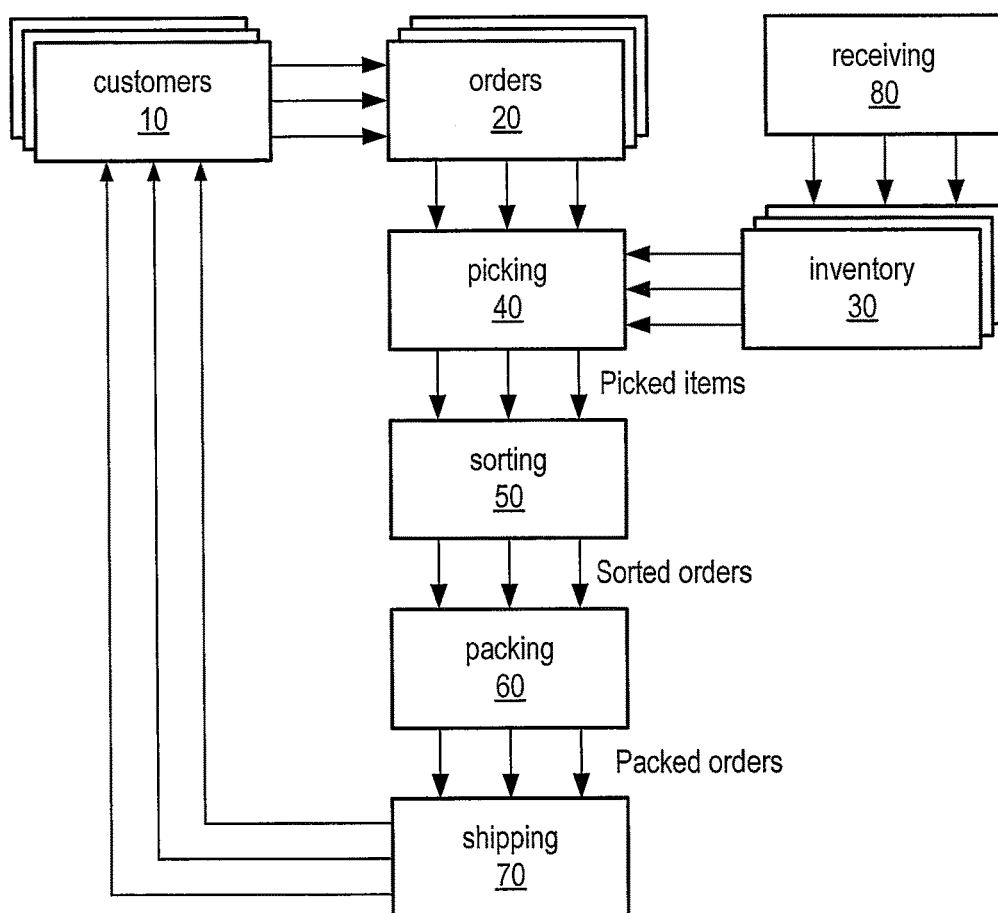 customers
10
orders
20
receiving
80
picking
40
inventory
30
Picked items
sorting
50
Sorted orders
packing
60
Packed orders
shipping
70